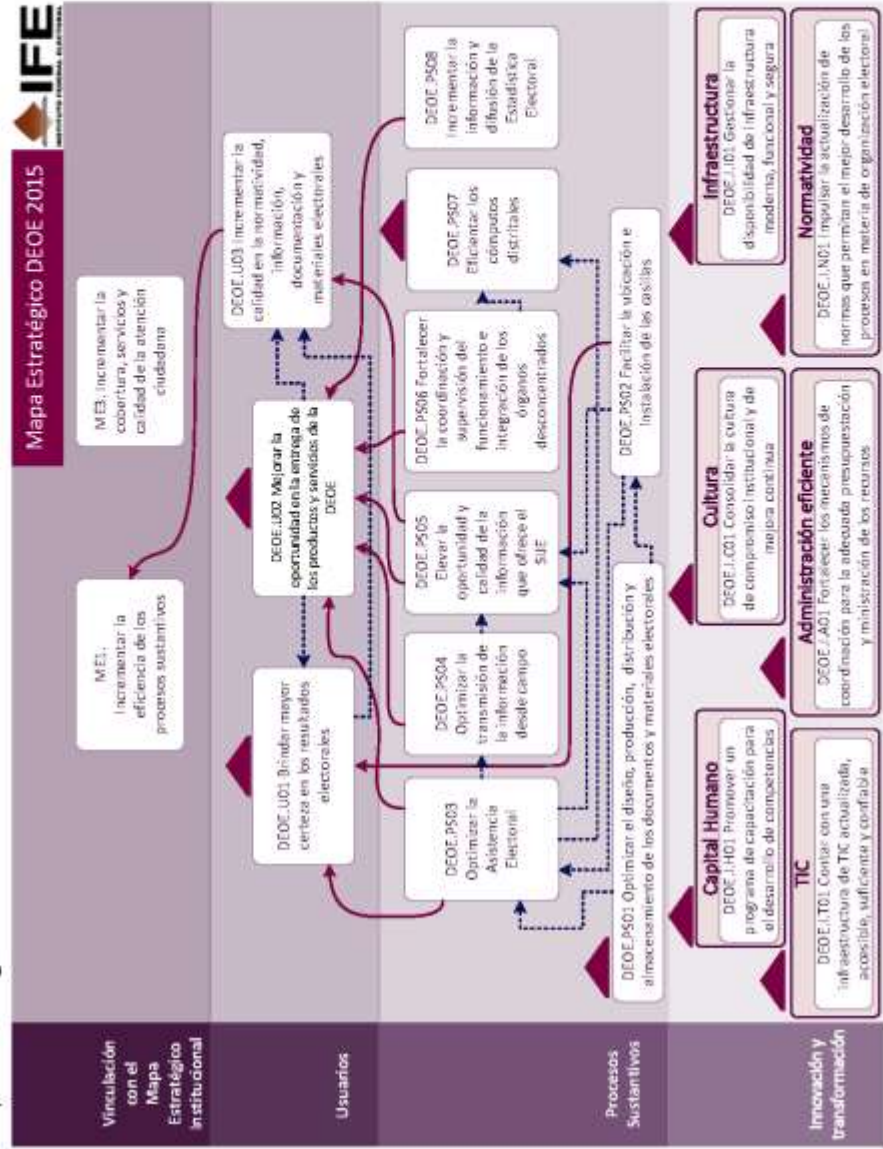 Mapa Estratégico DEOE 2015
IFE
INSTITUTO FEDERAL ELECTORAL
Vinculación
con el
Mapa
Estratégico
Institucional
ME1.
Incrementar la
eficiencia de los
procesos sustantivos
ME3. Incrementar la
cobertura, servicios y
calidad de la atención
ciudadana
Usuarios
DEOE.U01 Brindar mayor
certeza en los resultados
electorales
DEOE.U02 Mejorar la
oportunidad en la entrega de
los productos y servicios de la
DEOE
DEOE.U03 Incrementar la
calidad en la normatividad,
información,
documentación y
materiales electorales
Procesos
Sustantivos
DEOE.PS03
Optimizar la
Asistencia
Electoral
DEOE.PS04
Optimizar la
transmisión de
la información
desde campo
DEOE.PS05
Elevar la
oportunidad y
calidad de la
información
que ofrece el
SIJE
DEOE.PS06 Fortalecer
la coordinación y
supervisión del
funcionamiento e
integración de los
órganos
desconcentrados
DEOE.PS07
Eficientar los
cómputos
distritales
DEOE.PS08
Incrementar la
información y
difusión de la
Estadística
Electoral
DEOE.PS01 Optimizar el diseño, producción, distribución y
almacenamiento de los documentos y materiales electorales
DEOE.PS02 Facilitar la ubicación e
instalación de las casillas
Innovación y
transformación
Capital Humano
DEOE.I.H01 Promover un
programa de capacitación para
el desarrollo de competencias
Cultura
DEOE.I.C01 Consolidar la cultura
de compromiso institucional y de
mejora continua
Infraestructura
DEOE.I.I01 Gestionar la
disponibilidad de infraestructura
moderna, funcional y segura
TIC
DEOE.I.T01 Contar con una
infraestructura de TIC actualizada,
accesible, suficiente y confiable
Administración eficiente
DEOE.I.A01 Fortalecer los mecanismos de
coordinación para la adecuada presupuestación
y ministración de los recursos
Normatividad
DEOE.I.N01 Impulsar la actualización de
normas que permitan el mejor desarrollo de los
procesos en materia de organización electoral